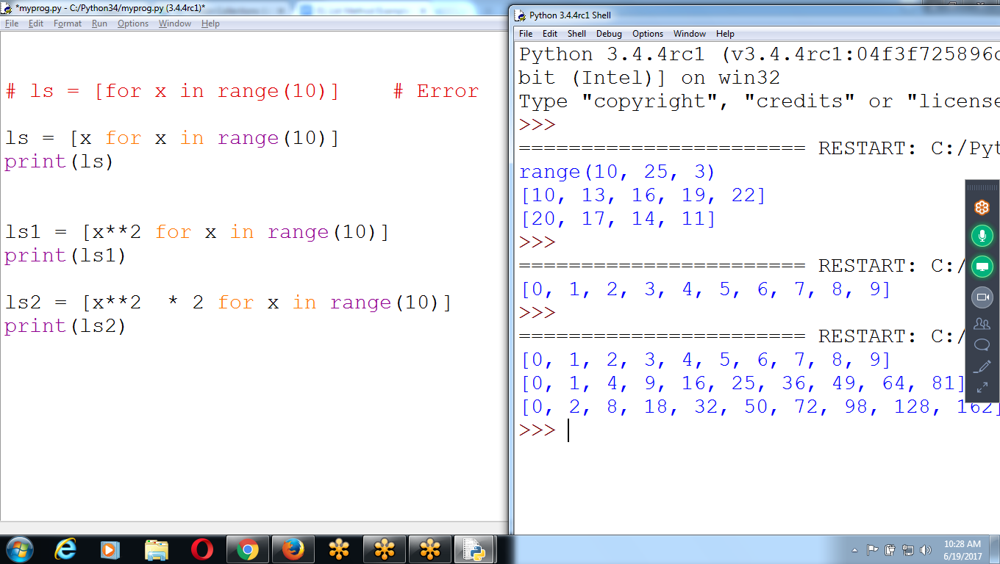 *myprog.py - C:/Python34/myprog.py (3.4.4rc1)*
File Edit Format Run Options Window Help
# ls = [for x in range(10)]    # Error
ls = [x for x in range(10)]
print(ls)
ls1 = [x**2 for x in range(10)]
print(ls1)
ls2 = [x**2  * 2 for x in range(10)]
print(ls2)
Python 3.4.4rc1 Shell
File Edit Shell Debug Options Window Help
Python 3.4.4rc1 (v3.4.4rc1:04f3f725896c
bit (Intel)] on win32
Type "copyright", "credits" or "license
>>>
======================= RESTART: C:/Pyt
range(10, 25, 3)
[10, 13, 16, 19, 22]
[20, 17, 14, 11]
>>>
======================= RESTART: C:/
[0, 1, 2, 3, 4, 5, 6, 7, 8, 9]
>>>
======================= RESTART: C:/
[0, 1, 2, 3, 4, 5, 6, 7, 8, 9]
[0, 1, 4, 9, 16, 25, 36, 49, 64, 81]
[0, 2, 8, 18, 32, 50, 72, 98, 128, 162]
>>>
10:28 AM
6/19/2017